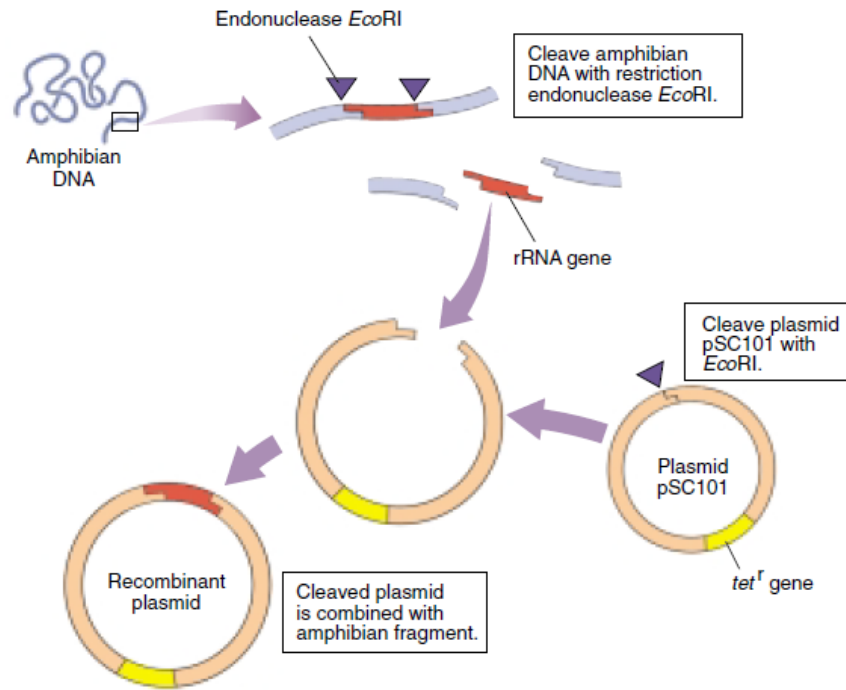 Endonuclease EcoRI
Cleave amphibian
DNA with restriction
endonuclease EcoRI.
Amphibian
DNA
rRNA gene
Cleave plasmid
pSC101 with
EcoRI.
Plasmid
pSC101
tetʳ gene
Recombinant
plasmid
Cleaved plasmid
is combined with
amphibian fragment.